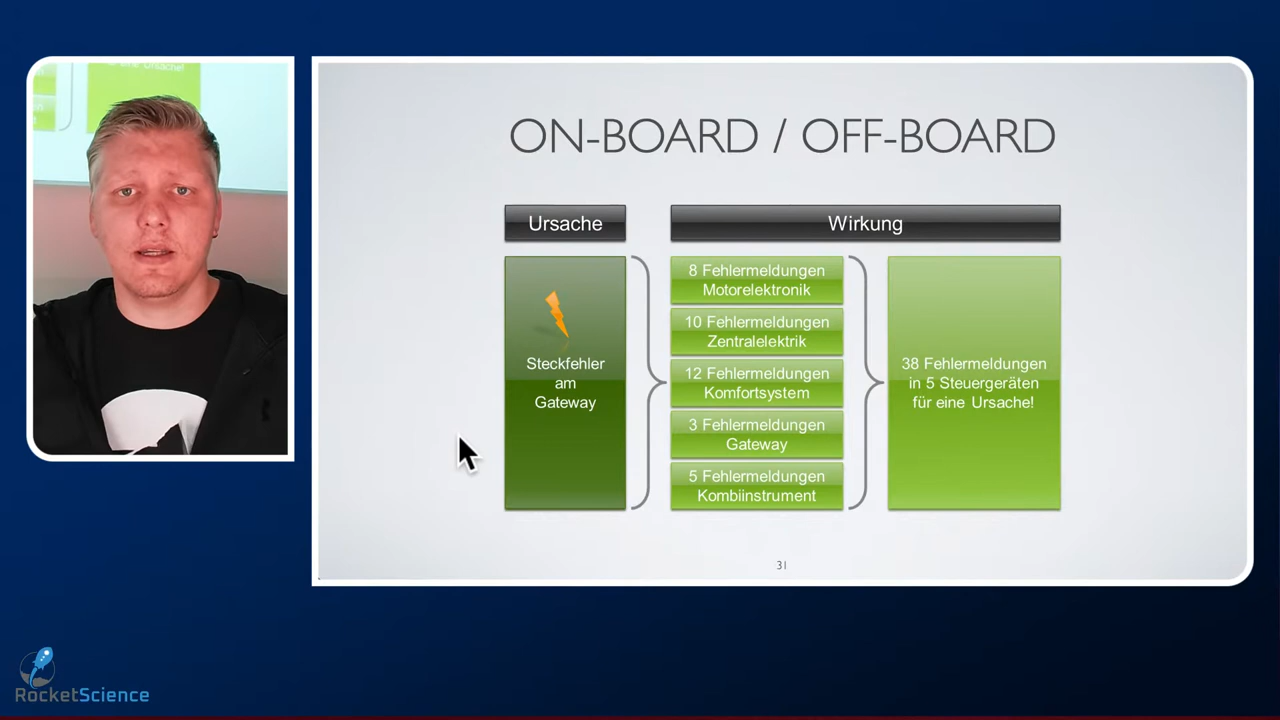 ON-BOARD / OFF-BOARD
Ursache
Wirkung
Steckfehler
am
Gateway
8 Fehlermeldungen
Motorelektronik
10 Fehlermeldungen
Zentralelektrik
12 Fehlermeldungen
Komfortsystem
3 Fehlermeldungen
Gateway
5 Fehlermeldungen
Kombiinstrument
38 Fehlermeldungen
in 5 Steuergeräten
für eine Ursache!
31
RocketScience